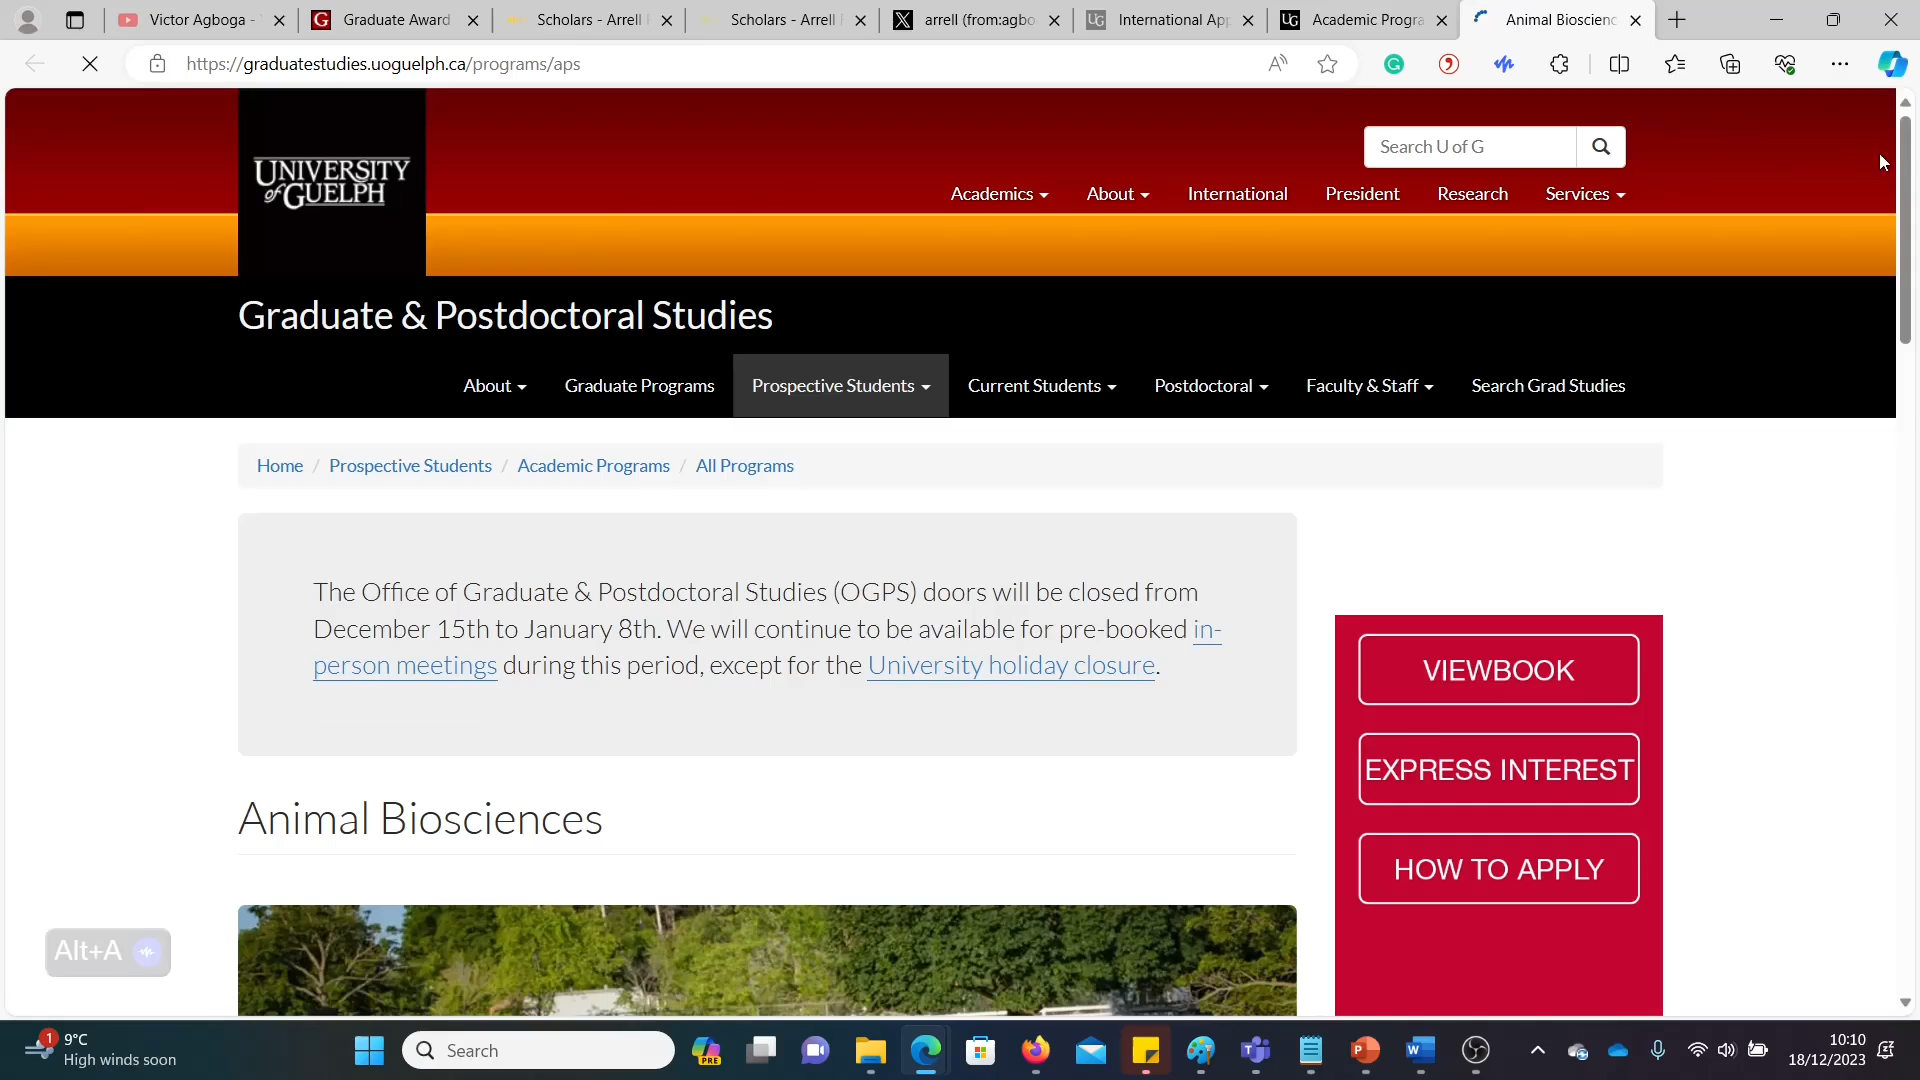 Victor Agboga -
Graduate Award
Scholars - Arrell
Scholars - Arrell
arrell (from:agbo
International App
Academic Progra
Animal Bioscienc
https://graduatestudies.uoguelph.ca/programs/aps
UNIVERSITY
of GUELPH
Search U of G
Academics
About
International
President
Research
Services
Graduate & Postdoctoral Studies
About
Graduate Programs
Prospective Students
Current Students
Postdoctoral
Faculty & Staff
Search Grad Studies
Home / Prospective Students / Academic Programs / All Programs
The Office of Graduate & Postdoctoral Studies (OGPS) doors will be closed from
December 15th to January 8th. We will continue to be available for pre-booked in-
person meetings during this period, except for the University holiday closure.
VIEWBOOK
EXPRESS INTEREST
HOW TO APPLY
Animal Biosciences
Alt+A
1
9°C
High winds soon
Search
PRE
10:10
18/12/2023